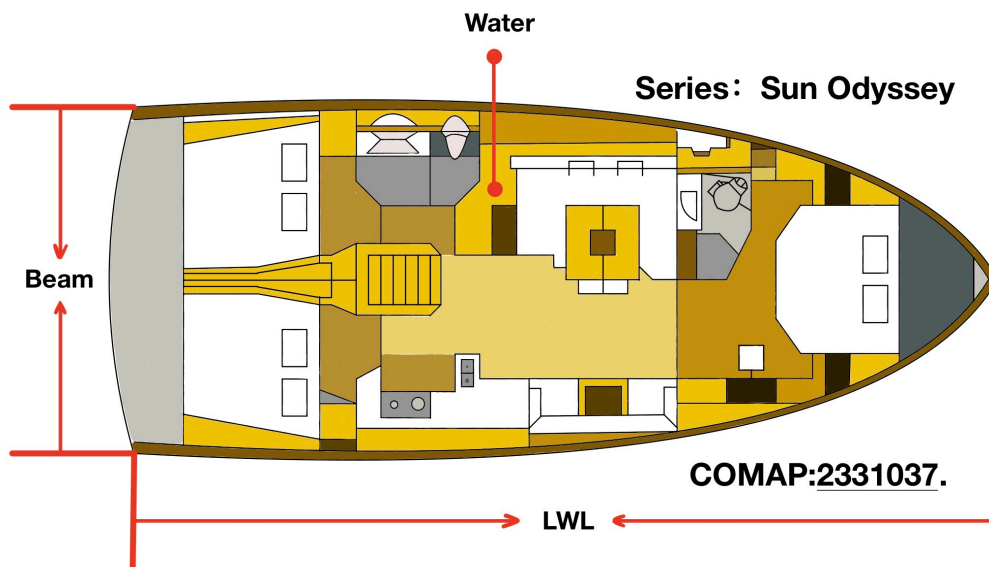 Water
Series：Sun Odyssey
Beam
COMAP:2331037.
LWL